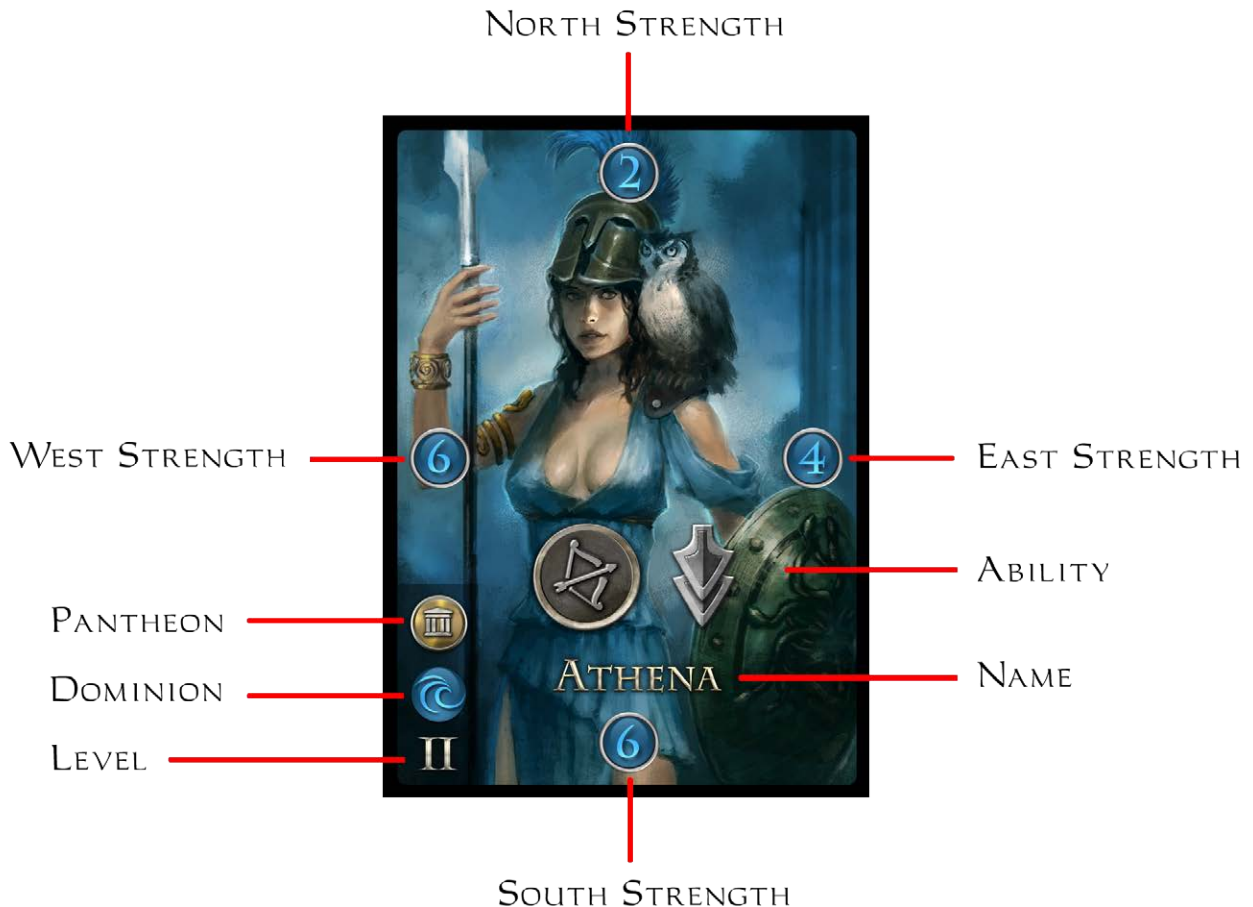 North Strength
2
West Strength
6
4
East Strength
Ability
Pantheon
Athena
Name
Dominion
Level
II
6
South Strength